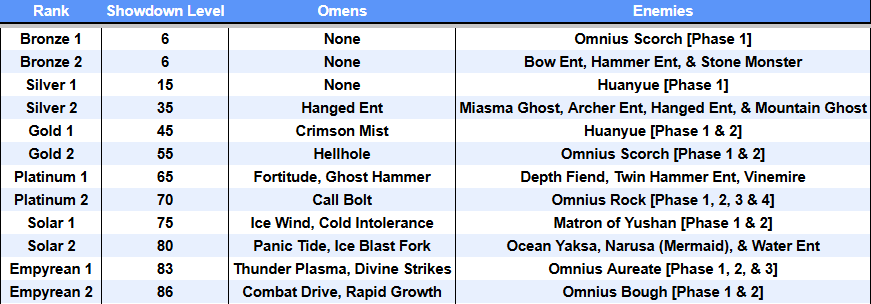 Rank Showdown Level Omens Enemies
Bronze 1 6 None Omnius Scorch [Phase 1]
Bronze 2 6 None Bow Ent, Hammer Ent, & Stone Monster
Silver 1 15 None Huanyue [Phase 1]
Silver 2 35 Hanged Ent Miasma Ghost, Archer Ent, Hanged Ent, & Mountain Ghost
Gold 1 45 Crimson Mist Huanyue [Phase 1 & 2]
Gold 2 55 Hellhole Omnius Scorch [Phase 1 & 2]
Platinum 1 65 Fortitude, Ghost Hammer Depth Fiend, Twin Hammer Ent, Vinemire
Platinum 2 70 Call Bolt Omnius Rock [Phase 1, 2, 3 & 4]
Solar 1 75 Ice Wind, Cold Intolerance Matron of Yushan [Phase 1 & 2]
Solar 2 80 Panic Tide, Ice Blast Fork Ocean Yaksa, Narusa (Mermaid), & Water Ent
Empyrean 1 83 Thunder Plasma, Divine Strikes Omnius Aureate [Phase 1, 2, & 3]
Empyrean 2 86 Combat Drive, Rapid Growth Omnius Bough [Phase 1 & 2]